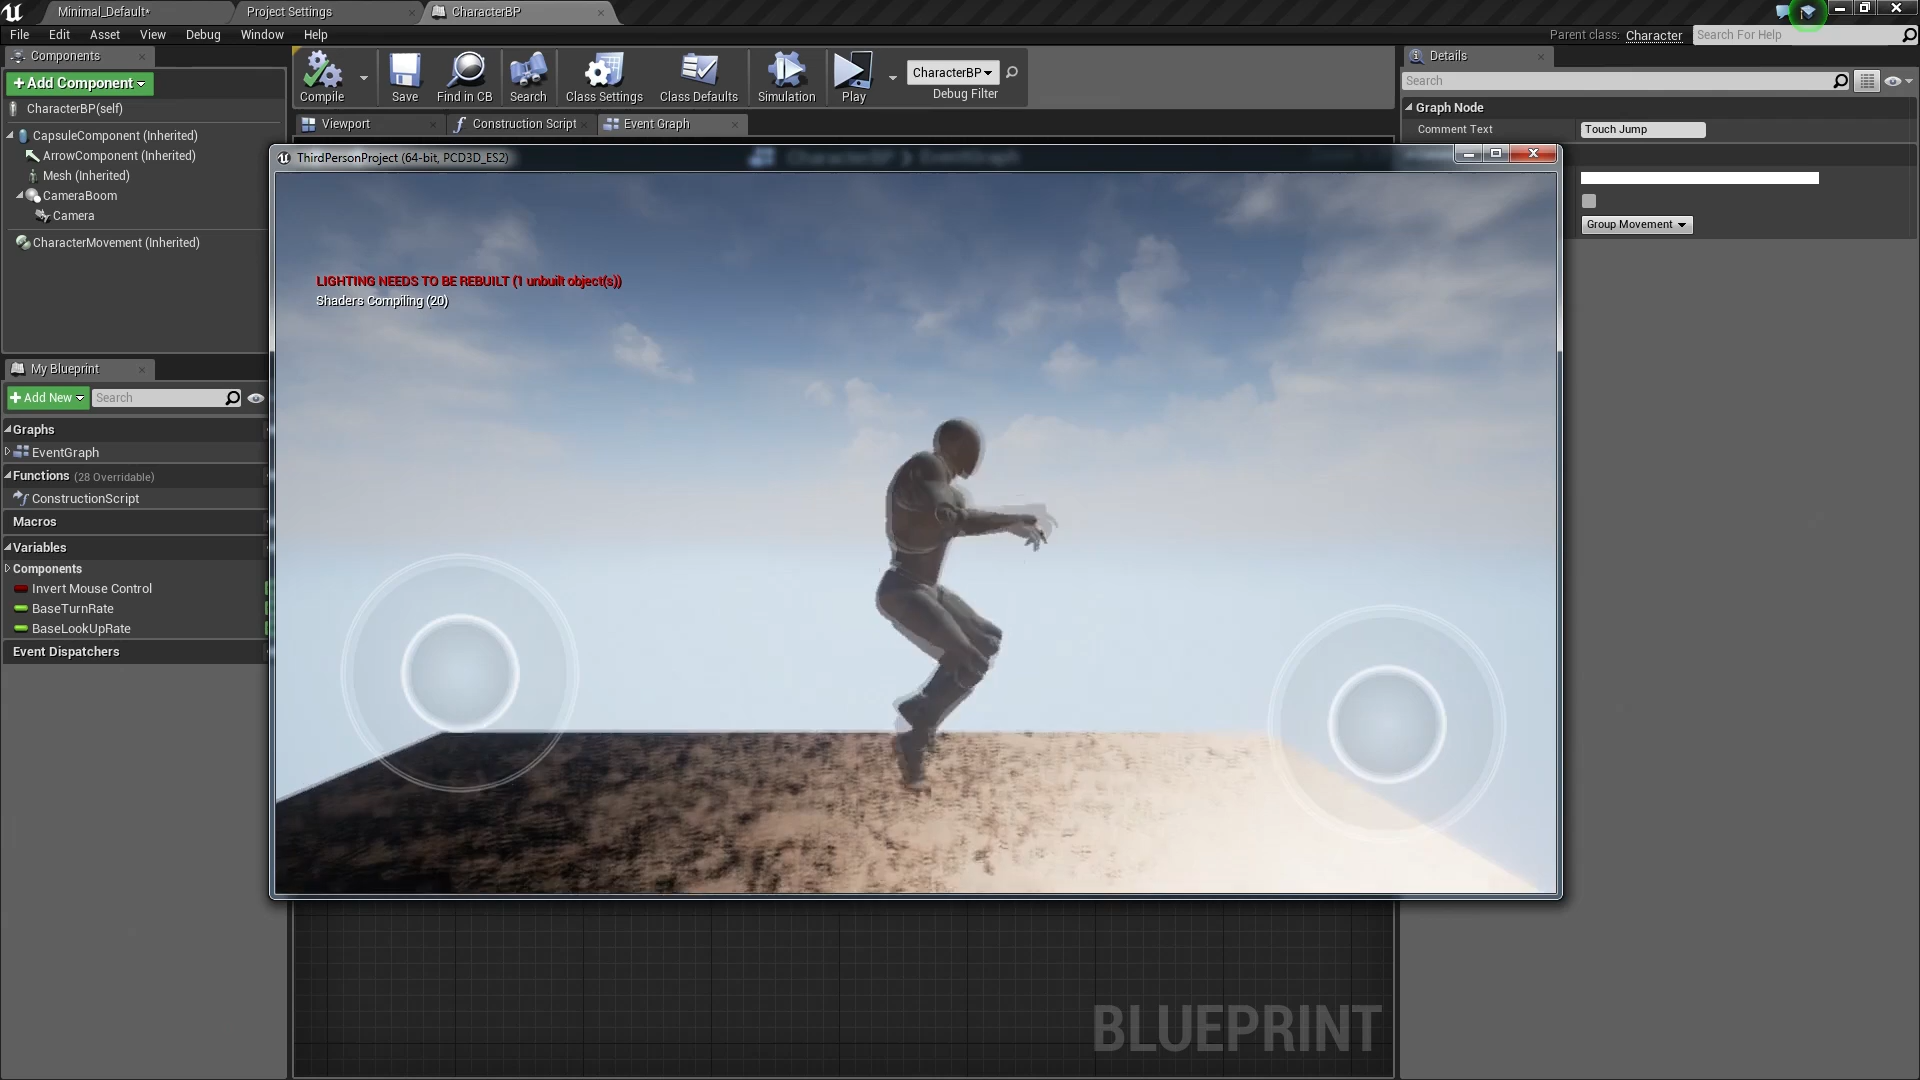 Minimal_Default*
Project Settings
CharacterBP
File Edit Asset View Debug Window Help
Parent class: Character
Search For Help
Components
+Add Component
CharacterBP(self)
CapsuleComponent (Inherited)
ArrowComponent (Inherited)
Mesh (Inherited)
CameraBoom
Camera
CharacterMovement (Inherited)
My Blueprint
+Add New
Search
Graphs
EventGraph
Functions (28 Overridable)
ConstructionScript
Macros
Variables
Components
Invert Mouse Control
BaseTurnRate
BaseLookUpRate
Event Dispatchers
Compile
Save
Find in CB
Search
Class Settings
Class Defaults
Simulation
Play
CharacterBP
Debug Filter
Viewport
Construction Script
Event Graph
CharacterBP > EventGraph
ThirdPersonProject (64-bit, PCD3D_ES2)
LIGHTING NEEDS TO BE REBUILT (1 unbuilt object(s))
Shaders Compiling (20)
BLUEPRINT
Details
Search
Graph Node
Comment Text
Touch Jump
Group Movement